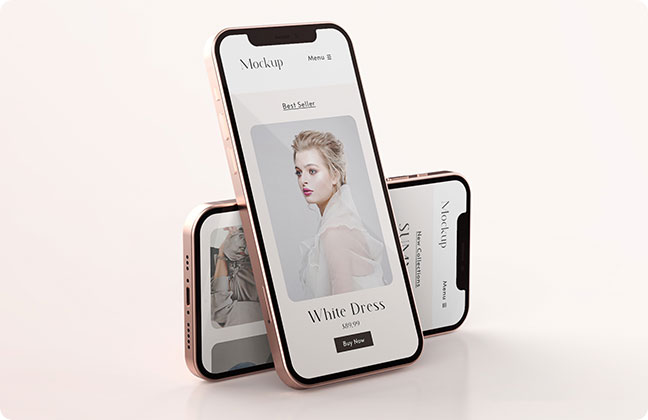 Mockup
Menu
Best Seller
White Dress
$89.99
Buy Now
Mockup
Menu
New Collections